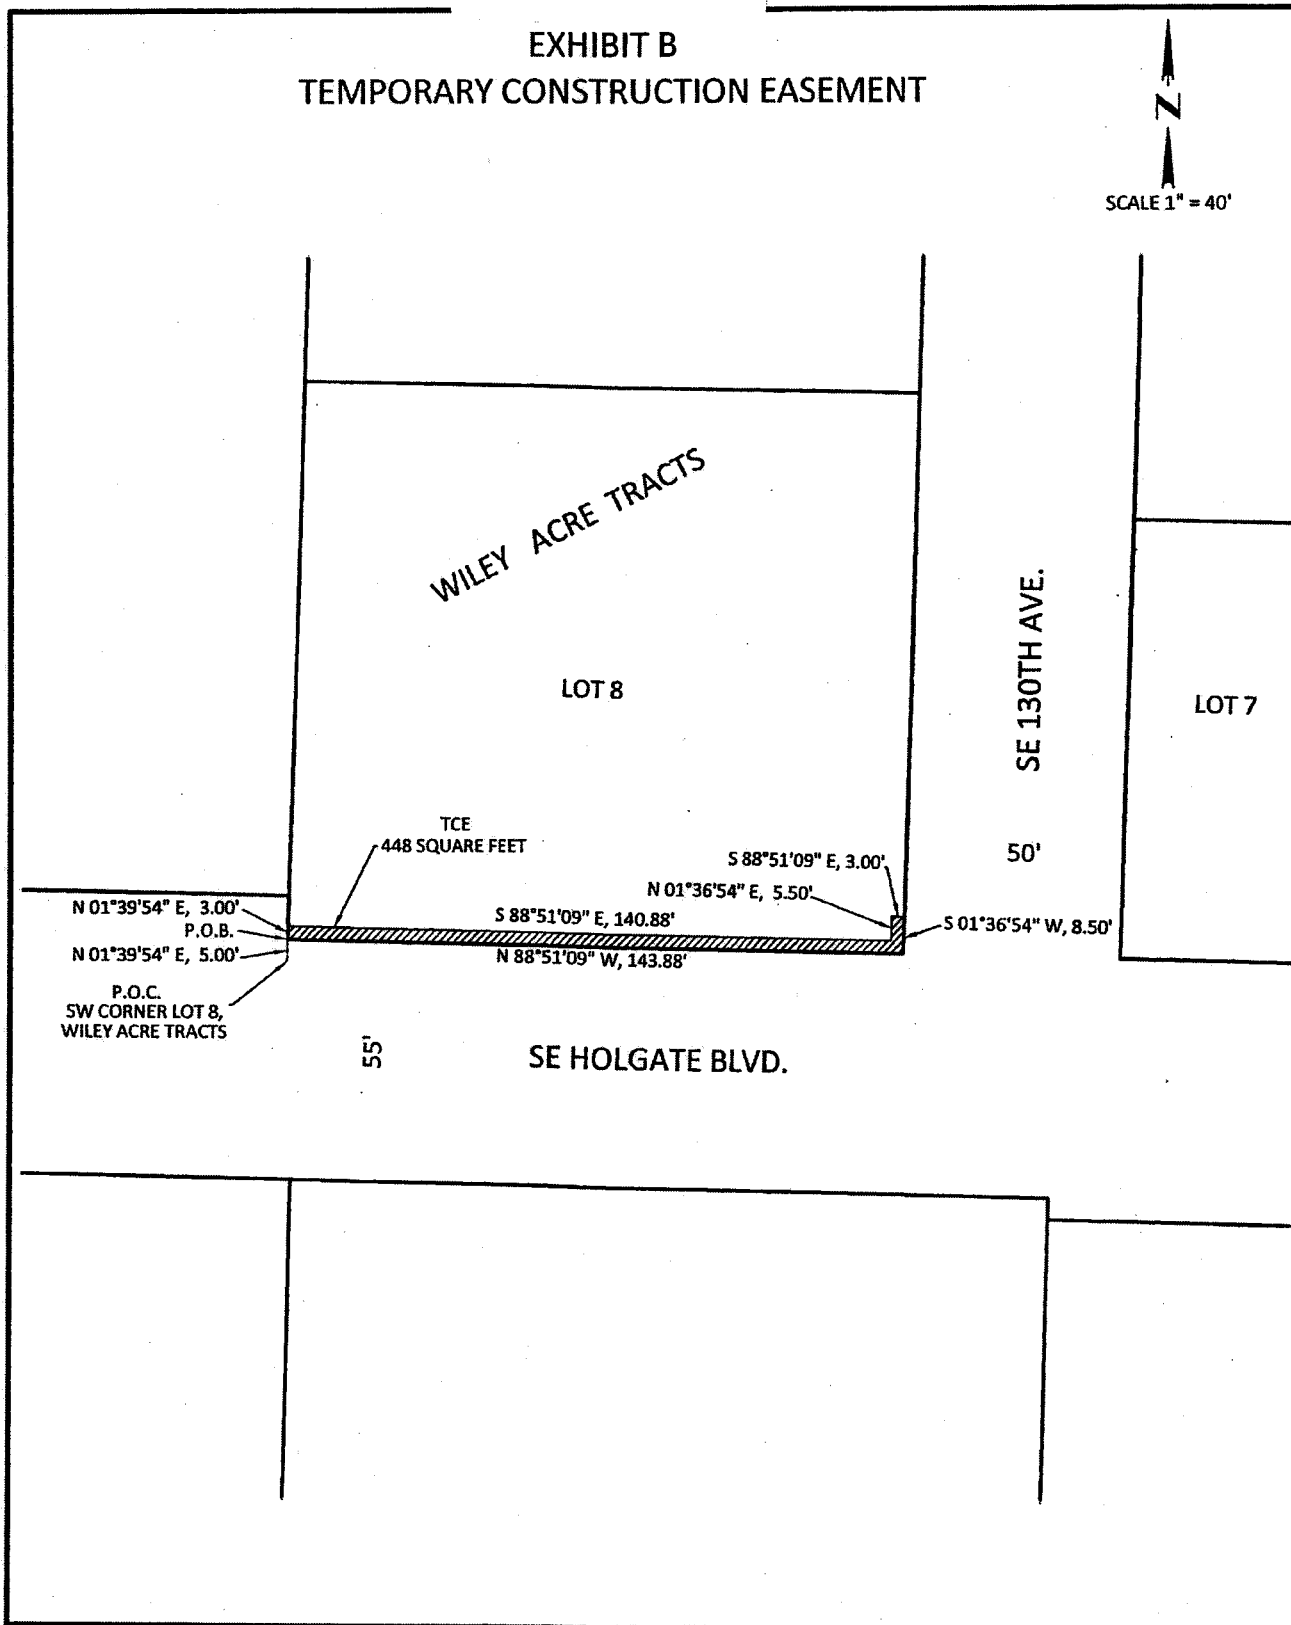 EXHIBIT B
TEMPORARY CONSTRUCTION EASEMENT
N
SCALE 1" = 40'
WILEY ACRE TRACTS
LOT 8
SE 130TH AVE.
LOT 7
50'
TCE
448 SQUARE FEET
S 88°51'09" E, 3.00'
N 01°36'54" E, 5.50'
S 88°51'09" E, 140.88'
S 01°36'54" W, 8.50'
N 88°51'09" W, 143.88'
N 01°39'54" E, 3.00'
P.O.B.
N 01°39'54" E, 5.00'
P.O.C.
SW CORNER LOT 8,
WILEY ACRE TRACTS
55'
SE HOLGATE BLVD.